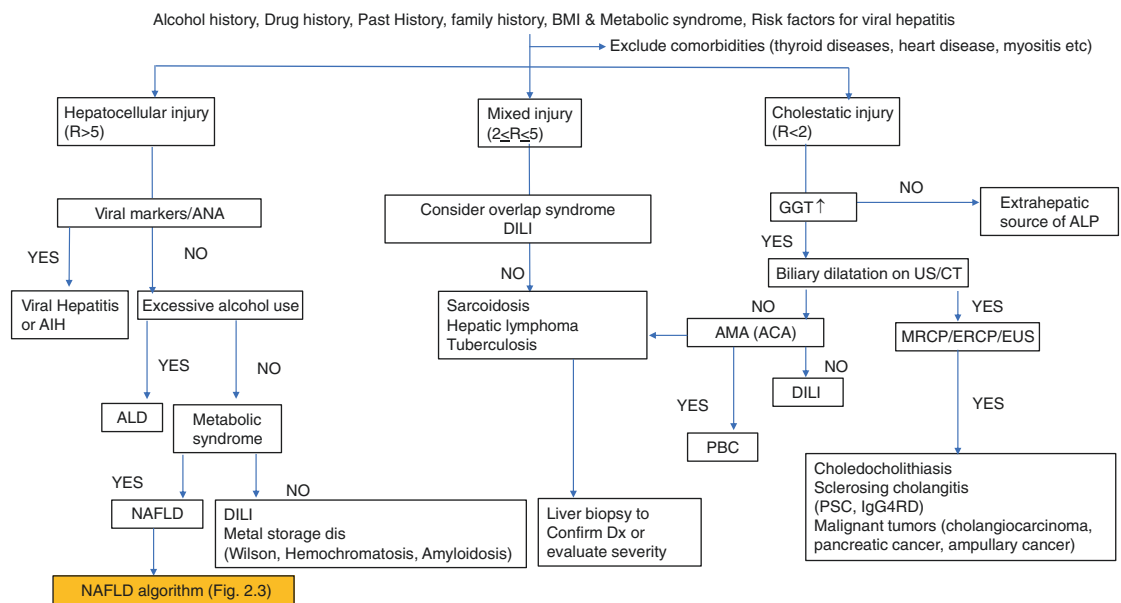 Alcohol history, Drug history, Past History, family history, BMI & Metabolic syndrome, Risk factors for viral hepatitis
Exclude comorbidities (thyroid diseases, heart disease, myositis etc)
Hepatocellular injury
(R>5)
Mixed injury
(2≤R≤5)
Cholestatic injury
(R<2)
Viral markers/ANA
YES
NO
Viral Hepatitis
or AIH
Excessive alcohol use
YES
NO
ALD
Metabolic
syndrome
YES
NO
NAFLD
DILI
Metal storage dis
(Wilson, Hemochromatosis, Amyloidosis)
NAFLD algorithm (Fig. 2.3)
Consider overlap syndrome
DILI
NO
Sarcoidosis
Hepatic lymphoma
Tuberculosis
Liver biopsy to
Confirm Dx or
evaluate severity
GGT↑
NO
Extrahepatic
source of ALP
YES
Biliary dilatation on US/CT
NO
YES
AMA (ACA)
MRCP/ERCP/EUS
NO
DILI
YES
PBC
YES
Choledocholithiasis
Sclerosing cholangitis
(PSC, IgG4RD)
Malignant tumors (cholangiocarcinoma,
pancreatic cancer, ampullary cancer)